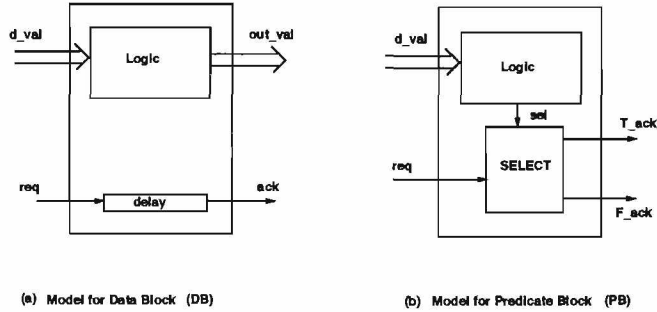 d_val
Logic
out_val
req
delay
ack
(a) Model for Data Block (DB)
d_val
Logic
sel
T_ack
req
SELECT
F_ack
(b) Model for Predicate Block (PB)